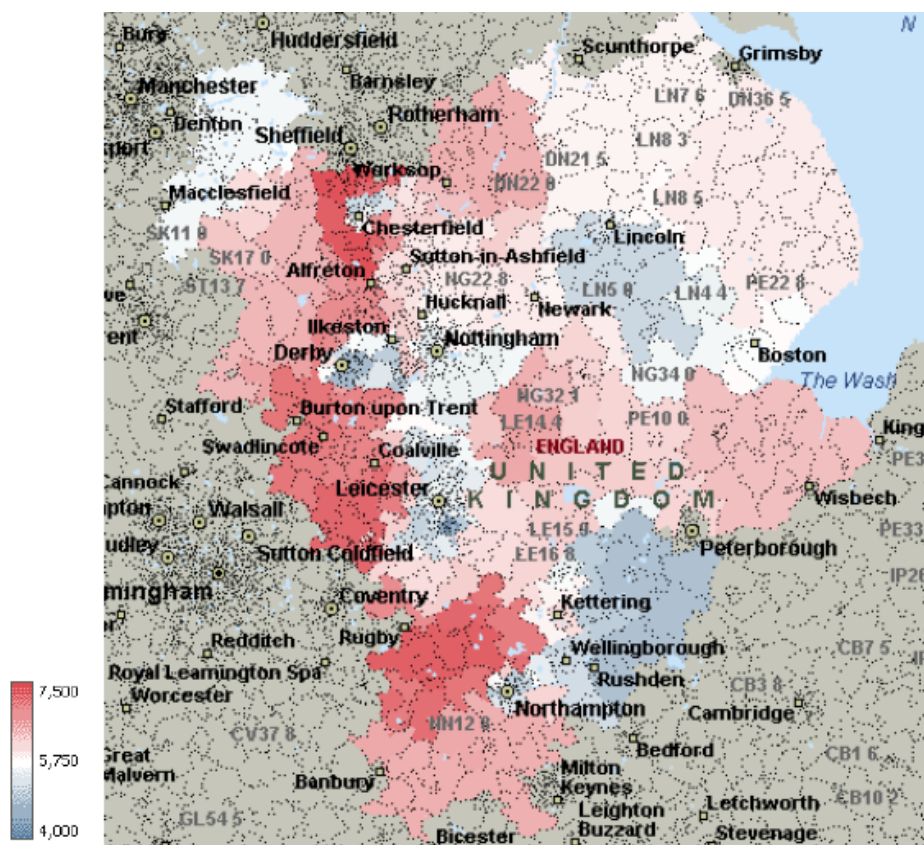 Bury
Huddersfield
Scunthorpe
N
Grimsby
Barnsley
Manchester
LN7 6
DN36 5
Denton
Rotherham
Sheffield
port
LN8 3
DN21 5
Worksop
DN22 8
Macclesfield
LN8 5
SK11 0
Chesterfield
Lincoln
SK17 0
Sutton-in-Ashfield
Alfreton
NG22 8
ST13 7
LN5 0
LN4 4
PE22 8
Hucknall
Newark
Ilkeston
Nottingham
Derby
Boston
NG34 0
The Wash
NG32 1
Stafford
Burton upon Trent
LE14 4
PE10 0
King
Swadlincote
ENGLAND
Coalville
UNITED
PE3
Cannock
Leicester
KINGDOM
Wisbech
Walsall
LE15 9
PE33
Sutton Coldfield
LE16 8
Peterborough
mingham
Coventry
Kettering
Rugby
Redditch
Wellingborough
CB7 5
Royal Leamington Spa
Rushden
7,500
CB3 8
Worcester
Northampton
Cambridge
NN12 8
CV37 8
Bedford
5,750
Great
Malvern
CB1 6
Banbury
Milton
Keynes
CB10 2
Letchworth
GL54 5
Leighton
Buzzard
4,000
Bicester
Stevenage